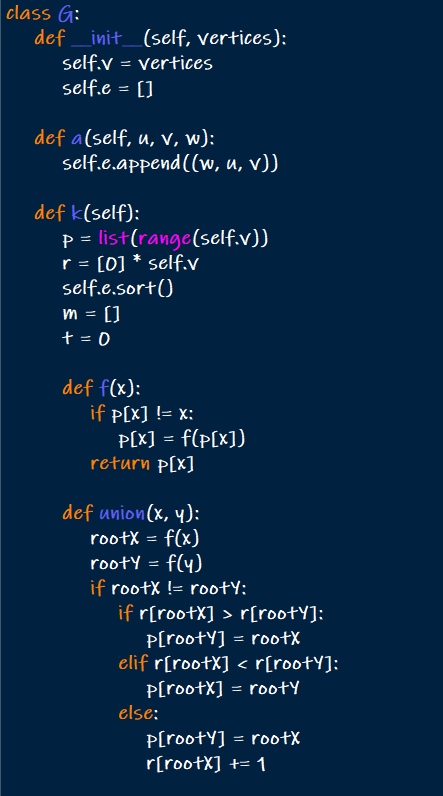 class G:
    def __init__(self, vertices):
        self.v = vertices
        self.e = []

    def a(self, u, v, w):
        self.e.append((w, u, v))

    def k(self):
        p = list(range(self.v))
        r = [0] * self.v
        self.e.sort()
        m = []
        t = 0

        def f(x):
            if p[x] != x:
                p[x] = f(p[x])
            return p[x]

        def union(x, y):
            rootX = f(x)
            rootY = f(y)
            if rootX != rootY:
                if r[rootX] > r[rootY]:
                    p[rootY] = rootX
                elif r[rootX] < r[rootY]:
                    p[rootX] = rootY
                else:
                    p[rootY] = rootX
                    r[rootX] += 1